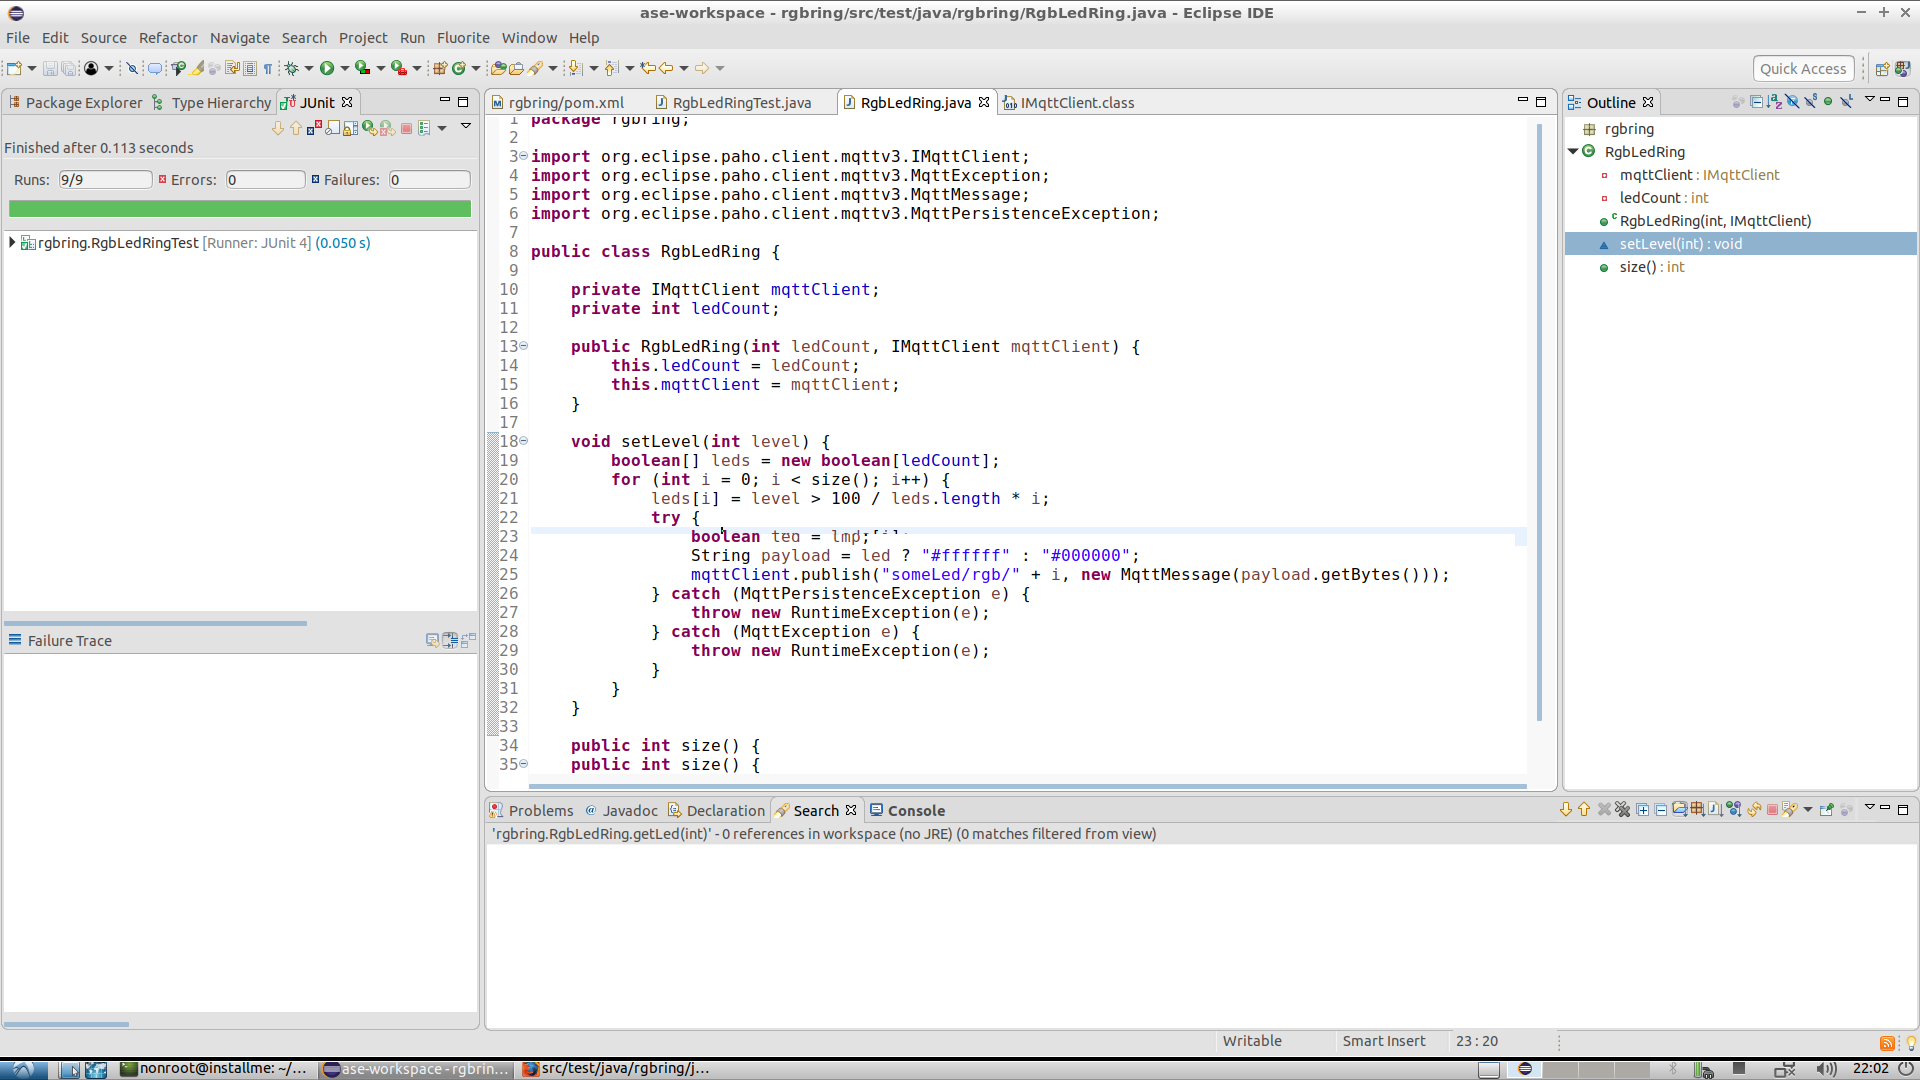 ase-workspace - rgbring/src/test/java/rgbring/RgbLedRing.java - Eclipse IDE
File Edit Source Refactor Navigate Search Project Run Fluorite Window Help
Quick Access
Package Explorer Type Hierarchy JUnit
Finished after 0.113 seconds
Runs: 9/9 Errors: 0 Failures: 0
rgbring.RgbLedRingTest [Runner: JUnit 4] (0.050 s)
Failure Trace
rgbring/pom.xml RgbLedRingTest.java RgbLedRing.java IMqttClient.class
1 package rgbring;
2
3 import org.eclipse.paho.client.mqttv3.IMqttClient;
4 import org.eclipse.paho.client.mqttv3.MqttException;
5 import org.eclipse.paho.client.mqttv3.MqttMessage;
6 import org.eclipse.paho.client.mqttv3.MqttPersistenceException;
7
8 public class RgbLedRing {
9
10 private IMqttClient mqttClient;
11 private int ledCount;
12
13 public RgbLedRing(int ledCount, IMqttClient mqttClient) {
14 this.ledCount = ledCount;
15 this.mqttClient = mqttClient;
16 }
17
18 void setLevel(int level) {
19 boolean[] leds = new boolean[ledCount];
20 for (int i = 0; i < size(); i++) {
21 leds[i] = level > 100 / leds.length * i;
22 try {
23 boolean led =
24 String payload = led ? "#ffffff" : "#000000";
25 mqttClient.publish("someLed/rgb/" + i, new MqttMessage(payload.getBytes()));
26 } catch (MqttPersistenceException e) {
27 throw new RuntimeException(e);
28 } catch (MqttException e) {
29 throw new RuntimeException(e);
30 }
31 }
32 }
33
34 public int size() {
35 public int size() {
Outline
rgbring
RgbLedRing
mqttClient : IMqttClient
ledCount : int
RgbLedRing(int, IMqttClient)
setLevel(int) : void
size() : int
Problems Javadoc Declaration Search Console
'rgbring.RgbLedRing.getLed(int)' - 0 references in workspace (no JRE) (0 matches filtered from view)
Writable Smart Insert 23 : 20
nonroot@installme: ~/... ase-workspace - rgbrin... src/test/java/rgbring/j... 22:02